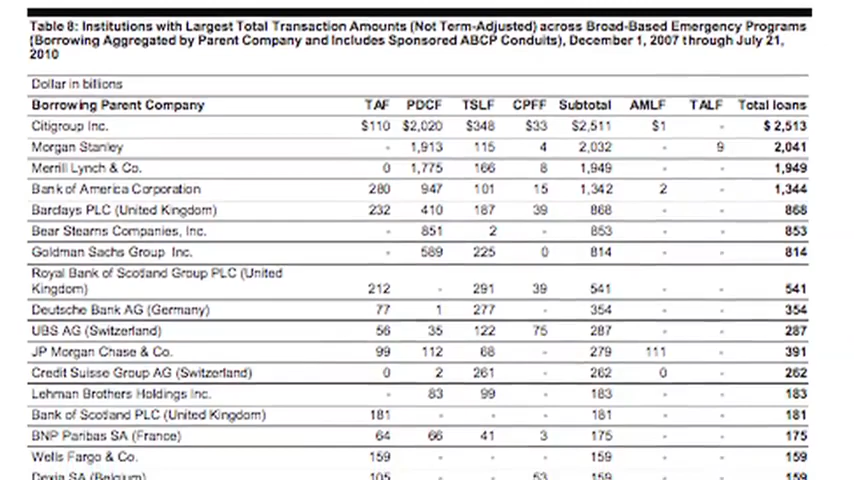 Table 8: Institutions with Largest Total Transaction Amounts (Not Term-Adjusted) across Broad-Based Emergency Programs
(Borrowing Aggregated by Parent Company and Includes Sponsored ABCP Conduits), December 1, 2007 through July 21,
2010
Dollar in billions
Borrowing Parent Company TAF PDCF TSLF CPFF Subtotal AMLF TALF Total loans
Citigroup Inc. $110 $2,020 $348 $33 $2,511 $1 - $ 2,513
Morgan Stanley - 1,913 115 4 2,032 - 9 2,041
Merrill Lynch & Co. 0 1,775 166 8 1,949 - - 1,949
Bank of America Corporation 280 947 101 15 1,342 2 - 1,344
Barclays PLC (United Kingdom) 232 410 187 39 868 - - 868
Bear Stearns Companies, Inc. - 851 2 - 853 - - 853
Goldman Sachs Group Inc. - 589 225 0 814 - - 814
Royal Bank of Scotland Group PLC (United
Kingdom) 212 - 291 39 541 - - 541
Deutsche Bank AG (Germany) 77 1 277 - 354 - - 354
UBS AG (Switzerland) 56 35 122 75 287 - - 287
JP Morgan Chase & Co. 99 112 68 - 279 111 - 391
Credit Suisse Group AG (Switzerland) 0 2 261 - 262 0 - 262
Lehman Brothers Holdings Inc. - 83 99 - 183 - - 183
Bank of Scotland PLC (United Kingdom) 181 - - - 181 - - 181
BNP Paribas SA (France) 64 66 41 3 175 - - 175
Wells Fargo & Co. 159 - - - 159 - - 159
Dexia SA (Belgium) 105 - - 53 159 - - 159